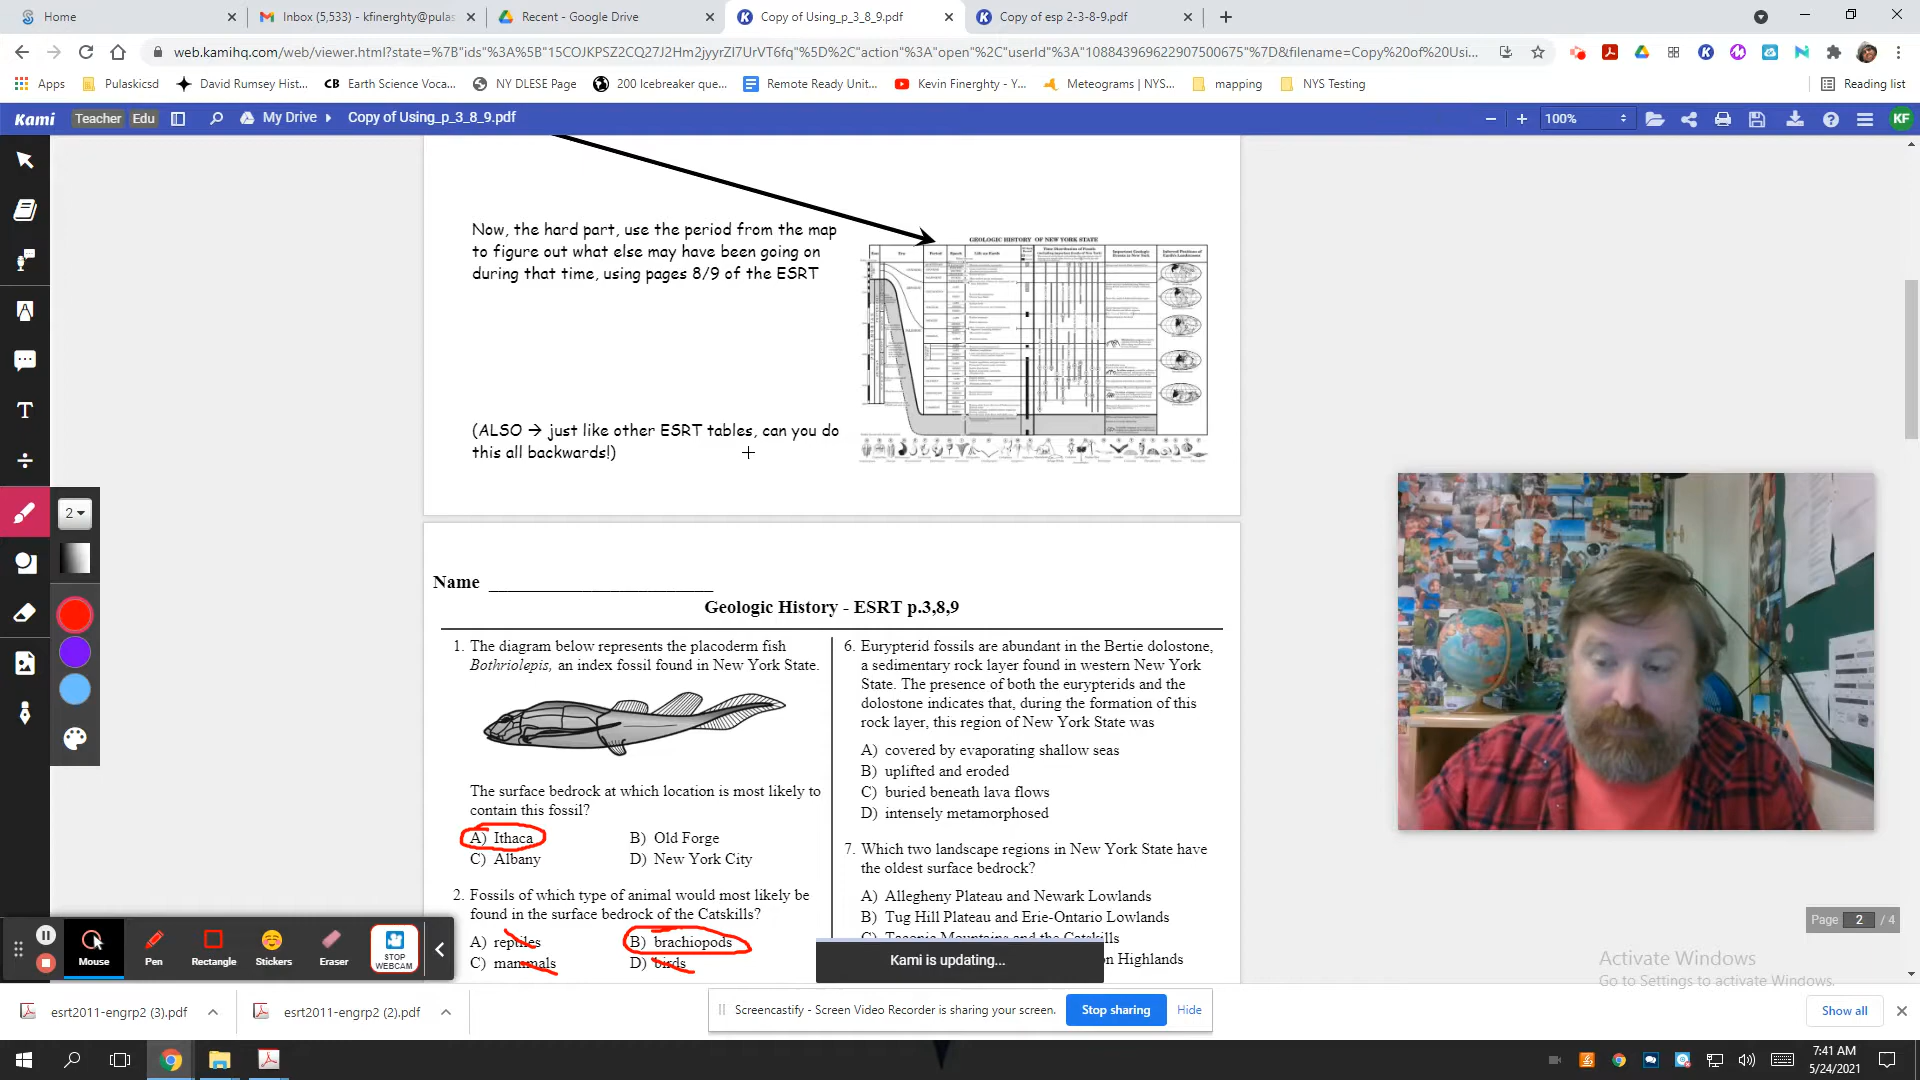 Home
Inbox (5,533) - kfinerghty@pulas
Recent - Google Drive
Copy of Using_p_3_8_9.pdf
Copy of esp 2-3-8-9.pdf
web.kamihq.com/web/viewer.html?state=%7B"ids"%3A%5B"15COJKPSZ2CQ27J2Hm2jyyrZl7UrVT6fq"%5D%2C"action"%3A"open"%2C"userId"%3A"108843969622907500675"%7D&filename=Copy%20of%20Usi...
Apps
Pulaskicsd
David Rumsey Hist...
CB Earth Science Voca...
NY DLESE Page
200 Icebreaker que...
Remote Ready Unit...
Kevin Finerghty - Y...
Meteograms | NYS...
mapping
NYS Testing
Reading list
Kami
Teacher
Edu
My Drive
Copy of Using_p_3_8_9.pdf
100%
KF
Now, the hard part, use the period from the map
to figure out what else may have been going on
during that time, using pages 8/9 of the ESRT
GEOLOGIC HISTORY OF NEW YORK STATE
(ALSO → just like other ESRT tables, can you do
this all backwards!)
2
Name ________________________
Geologic History - ESRT p.3,8,9
1. The diagram below represents the placoderm fish
Bothriolepis, an index fossil found in New York State.
The surface bedrock at which location is most likely to
contain this fossil?
A) Ithaca
B) Old Forge
C) Albany
D) New York City
2. Fossils of which type of animal would most likely be
found in the surface bedrock of the Catskills?
A) reptiles
B) brachiopods
C) mammals
D) birds
6. Eurypterid fossils are abundant in the Bertie dolostone,
a sedimentary rock layer found in western New York
State. The presence of both the eurypterids and the
dolostone indicates that, during the formation of this
rock layer, this region of New York State was
A) covered by evaporating shallow seas
B) uplifted and eroded
C) buried beneath lava flows
D) intensely metamorphosed
7. Which two landscape regions in New York State have
the oldest surface bedrock?
A) Allegheny Plateau and Newark Lowlands
B) Tug Hill Plateau and Erie-Ontario Lowlands
C) Taconic Mountains and the Catskills
on Highlands
Kami is updating...
Page 2 / 4
Activate Windows
Go to Settings to activate Windows.
Mouse
Pen
Rectangle
Stickers
Eraser
STOP
WEBCAM
esrt2011-engrp2 (3).pdf
esrt2011-engrp2 (2).pdf
Screencastify - Screen Video Recorder is sharing your screen.
Stop sharing
Hide
Show all
7:41 AM
5/24/2021